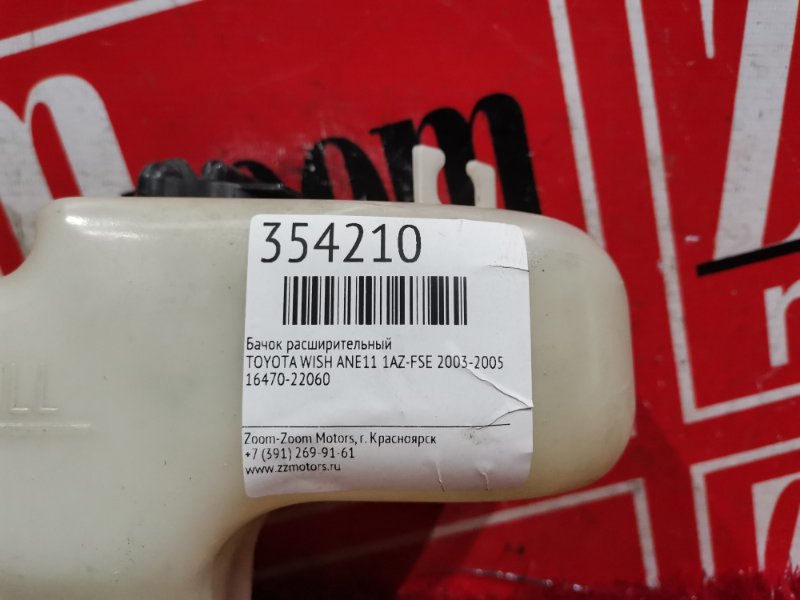 Zoom
354210
Бачок расширительный
TOYOTA WISH ANE11 1AZ-FSE 2003-2005
16470-22060
Zoom-Zoom Motors, г. Красноярск
+7 (391) 269-91-61
www.zzmotors.ru